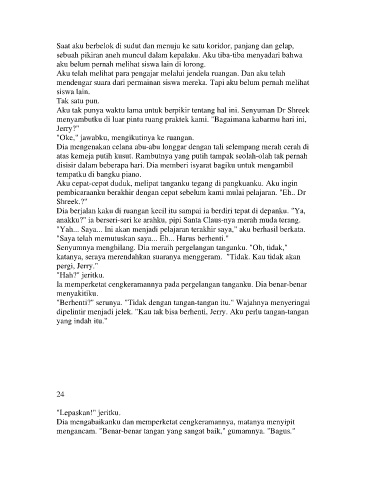 Saat aku berbelok di sudut dan menuju ke satu koridor, panjang dan gelap,
sebuah pikiran aneh muncul dalam kepalaku. Aku tiba-tiba menyadari bahwa
aku belum pernah melihat siswa lain di lorong.
Aku telah melihat para pengajar melalui jendela ruangan. Dan aku telah
mendengar suara dari permainan siswa mereka. Tapi aku belum pernah melihat
siswa lain.
Tak satu pun.
Aku tak punya waktu lama untuk berpikir tentang hal ini. Senyuman Dr Shreek
menyambutku di luar pintu ruang praktek kami. "Bagaimana kabarmu hari ini,
Jerry?"
"Oke," jawabku, mengikutinya ke ruangan.
Dia mengenakan celana abu-abu longgar dengan tali selempang merah cerah di
atas kemeja putih kusut. Rambutnya yang putih tampak seolah-olah tak pernah
disisir dalam beberapa hari. Dia memberi isyarat bagiku untuk mengambil
tempatku di bangku piano.
Aku cepat-cepat duduk, melipat tanganku tegang di pangkuanku. Aku ingin
pembicaraanku berakhir dengan cepat sebelum kami mulai pelajaran. "Eh.. Dr
Shreek.?"
Dia berjalan kaku di ruangan kecil itu sampai ia berdiri tepat di depanku. "Ya,
anakku?" ia berseri-seri ke arahku, pipi Santa Claus-nya merah muda terang.
"Yah... Saya... Ini akan menjadi pelajaran terakhir saya," aku berhasil berkata.
"Saya telah memutuskan saya... Eh... Harus berhenti."
Senyumnya menghilang. Dia meraih pergelangan tanganku. "Oh, tidak,"
katanya, seraya merendahkan suaranya menggeram.  "Tidak. Kau tidak akan
pergi, Jerry."
"Hah?" jeritku.
Ia memperketat cengkeramannya pada pergelangan tanganku. Dia benar-benar
menyakitiku.
"Berhenti?" serunya. "Tidak dengan tangan-tangan itu." Wajahnya menyeringai
dipelintir menjadi jelek. "Kau tak bisa berhenti, Jerry. Aku perlu tangan-tangan
yang indah itu."
24
"Lepaskan!" jeritku.
Dia mengabaikanku dan memperketat cengkeramannya, matanya menyipit
mengancam. "Benar-benar tangan yang sangat baik," gumamnya. "Bagus."